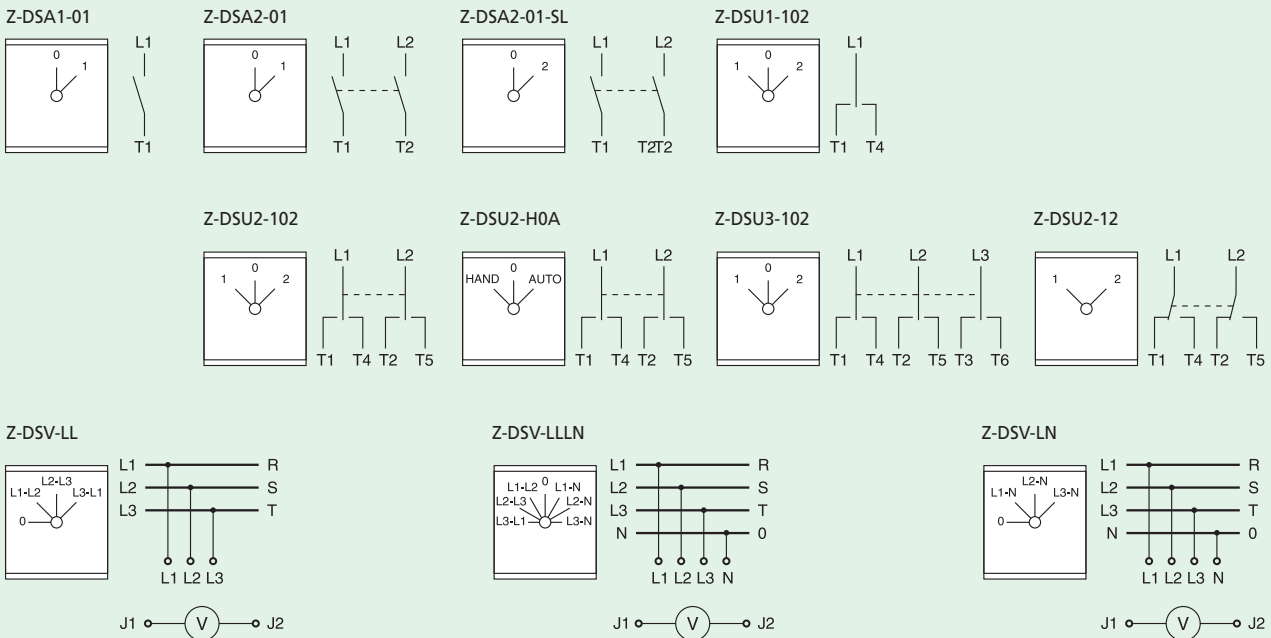 Z-DSA1-01 Z-DSA2-01 Z-DSA2-01-SL Z-DSU1-102
L1 L1 L2 L1 L2 L1
0 0 0 0
1 1 2 1 2
T1 T1 T2 T1 T2T2 T1 T4
Z-DSU2-102 Z-DSU2-H0A Z-DSU3-102 Z-DSU2-12
L1 L2 L1 L2 L1 L2 L3 L1 L2
0 0 0
1 2 HAND AUTO 1 2 1 2
T1 T4 T2 T5 T1 T4 T2 T5 T1 T4 T2 T5 T3 T6 T1 T4 T2 T5
Z-DSV-LL Z-DSV-LLLN Z-DSV-LN
L1 R L1 R L1 R
L2-L3 L1-L2 0 L1-N L2-N
L1-L2 L3-L1 L2 S L2-L3 L2-N L2 S L1-N L3-N L2 S
0 L3 T L3-L1 L3-N L3 T 0 L3 T
N 0 N 0
L1 L2 L3 L1 L2 L3 N L1 L2 L3 N
J1 V J2 J1 V J2 J1 V J2